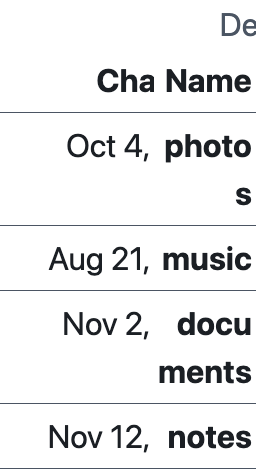 De
Cha Name
Oct 4, photo
s
Aug 21, music
Nov 2, docu
ments
Nov 12, notes